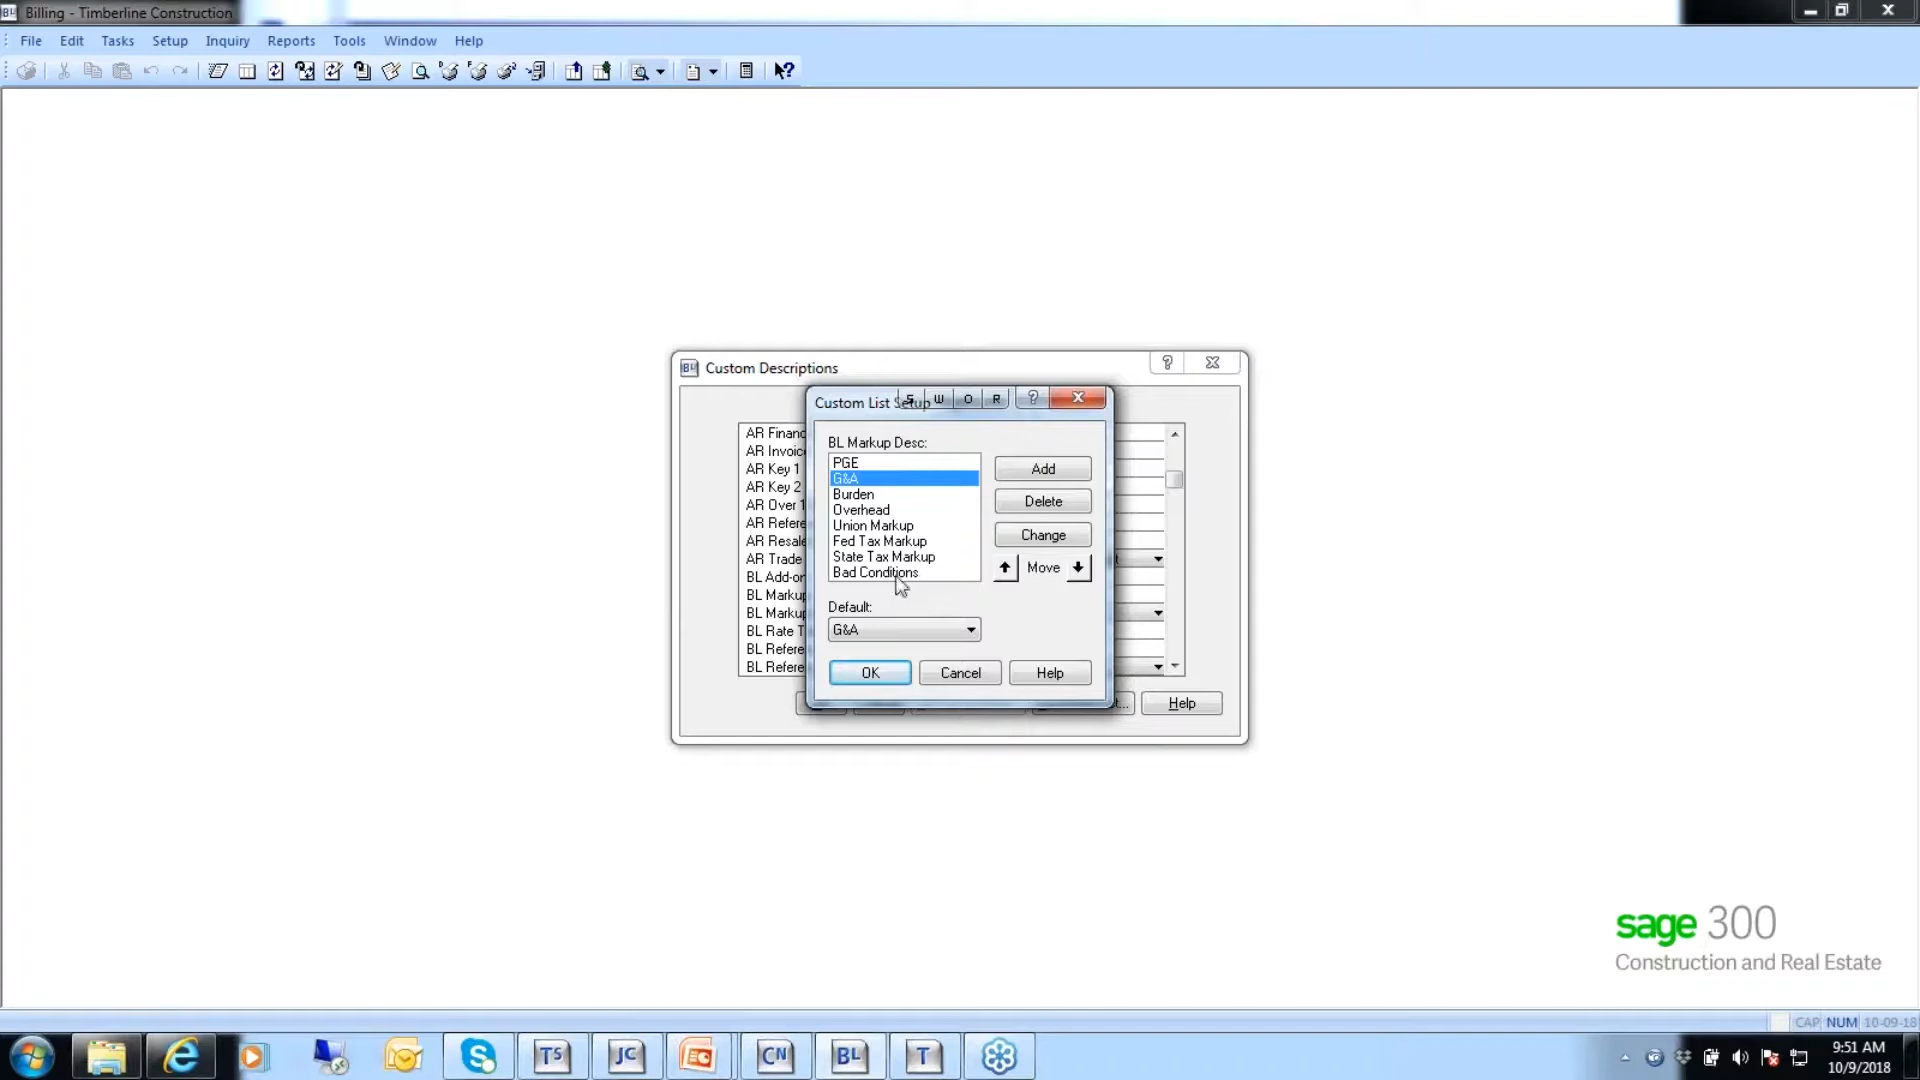 Billing - Timberline Construction
File Edit Tasks Setup Inquiry Reports Tools Window Help
Custom Descriptions
Custom List Setup
S W O R
AR Financ
AR Invoic
AR Key 1
AR Key 2
AR Over 1
AR Refere
AR Resale
AR Trade
BL Add-on
BL Markup
BL Markup
BL Rate T
BL Refere
BL Refere
BL Markup Desc:
PGE
G&A
Burden
Overhead
Union Markup
Fed Tax Markup
State Tax Markup
Bad Conditions
Add
Delete
Change
Move
Default:
G&A
OK Cancel Help
Help
sage 300
Construction and Real Estate
CAP NUM 10-09-18
TS JC CN BL T
9:51 AM
10/9/2018